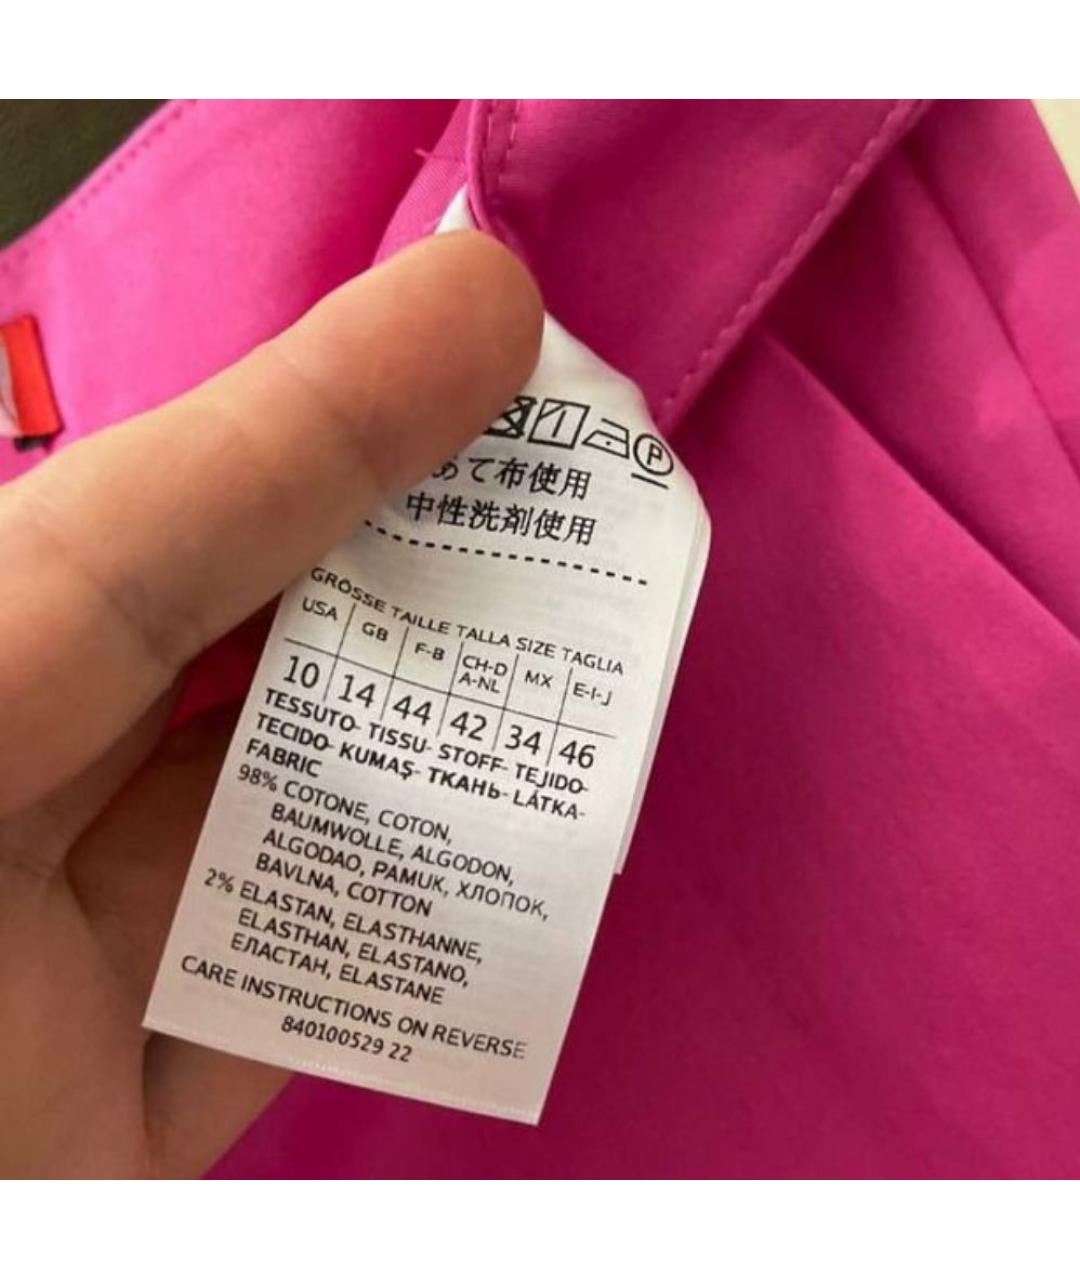 P
て布使用
中性洗剤使用
GRÖSSE TAILLE TALLA SIZE TAGLIA
USA GB F-B CH-D A-NL MX E-I-J
10 14 44 42 34 46
TESSUTO- TISSU- STOFF- TEJIDO-
TECIDO- KUMAŞ- ТКАНЬ- LÁTKA-
FABRIC
98% COTONE, COTON,
BAUMWOLLE, ALGODON,
ALGODAO, PAMUK, ХЛОПОК,
BAVLNA, COTTON
2% ELASTAN, ELASTHANNE,
ELASTHAN, ELASTANO,
ЕЛАСТАН, ELASTANE
CARE INSTRUCTIONS ON REVERSE
840100529 22